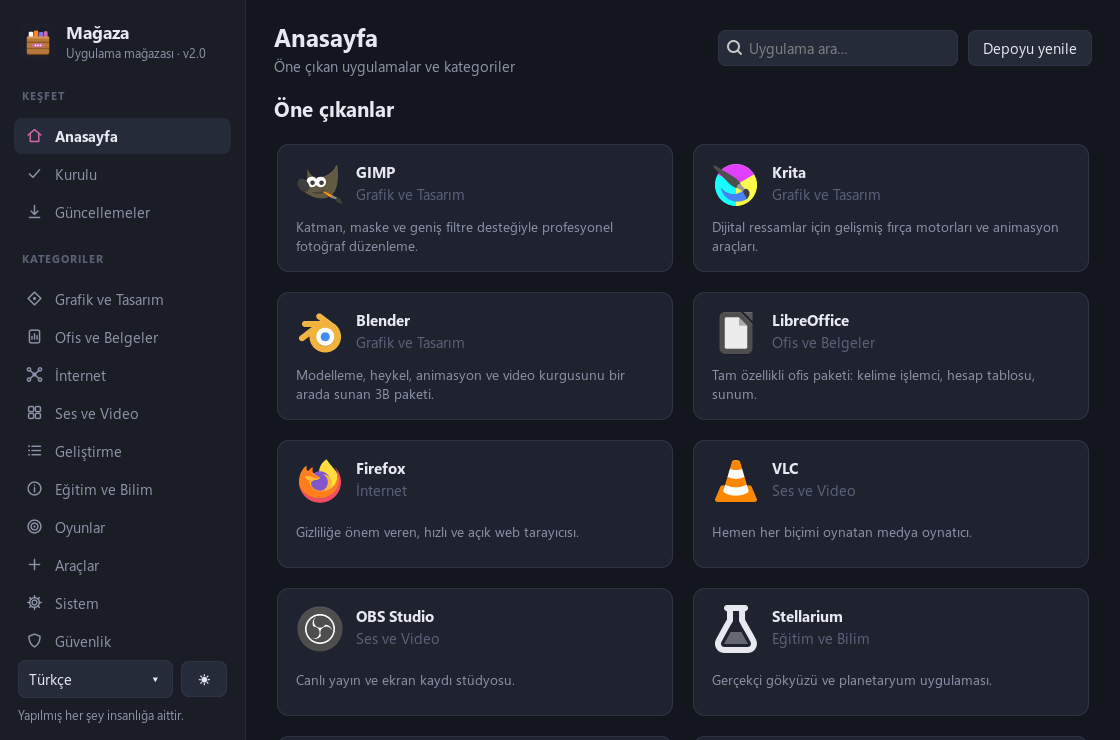 Mağaza
Uygulama mağazası · v2.0
KEŞFET
Anasayfa
Kurulu
Güncellemeler
KATEGORILER
Grafik ve Tasarım
Ofis ve Belgeler
İnternet
Ses ve Video
Geliştirme
Eğitim ve Bilim
Oyunlar
Araçlar
Sistem
Güvenlik
Türkçe
Yapılmış her şey insanlığa aittir.
Anasayfa
Öne çıkan uygulamalar ve kategoriler
Uygulama ara...
Depoyu yenile
Öne çıkanlar
GIMP
Grafik ve Tasarım
Katman, maske ve geniş filtre desteğiyle profesyonel
fotoğraf düzenleme.
Krita
Grafik ve Tasarım
Dijital ressamlar için gelişmiş fırça motorları ve animasyon
araçları.
Blender
Grafik ve Tasarım
Modelleme, heykel, animasyon ve video kurgusunu bir
arada sunan 3B paketi.
LibreOffice
Ofis ve Belgeler
Tam özellikli ofis paketi: kelime işlemci, hesap tablosu,
sunum.
Firefox
İnternet
Gizliliğe önem veren, hızlı ve açık web tarayıcısı.
VLC
Ses ve Video
Hemen her biçimi oynatan medya oynatıcı.
OBS Studio
Ses ve Video
Canlı yayın ve ekran kaydı stüdyosu.
Stellarium
Eğitim ve Bilim
Gerçekçi gökyüzü ve planetaryum uygulaması.